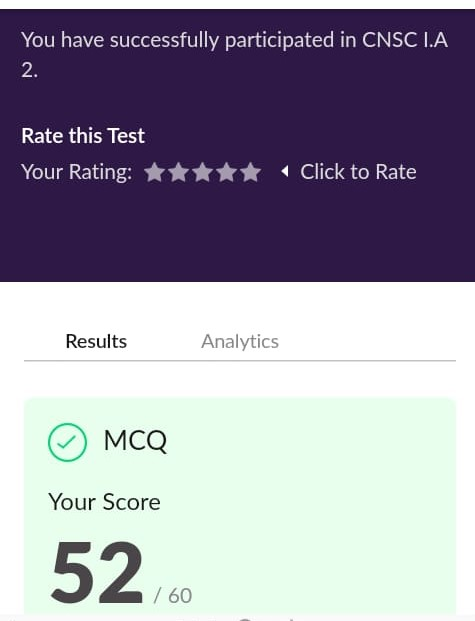 You have successfully participated in CNSC I.A
2.
Rate this Test
Your Rating: Click to Rate
Results Analytics
MCQ
Your Score
52 / 60